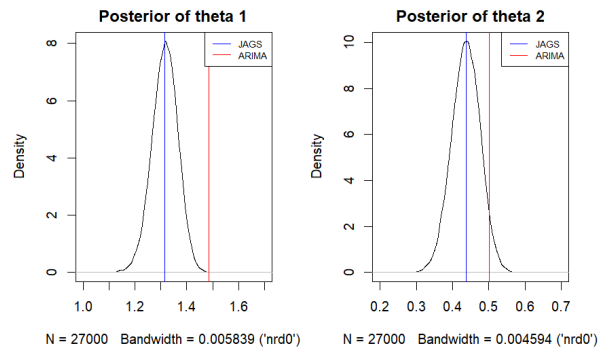 Posterior of theta 1
JAGS
ARIMA
Density
0
2
4
6
8
1.0
1.2
1.4
1.6
N = 27000 Bandwidth = 0.005839 ('nrd0')
Posterior of theta 2
JAGS
ARIMA
Density
0
2
4
6
8
10
0.2
0.3
0.4
0.5
0.6
0.7
N = 27000 Bandwidth = 0.004594 ('nrd0')